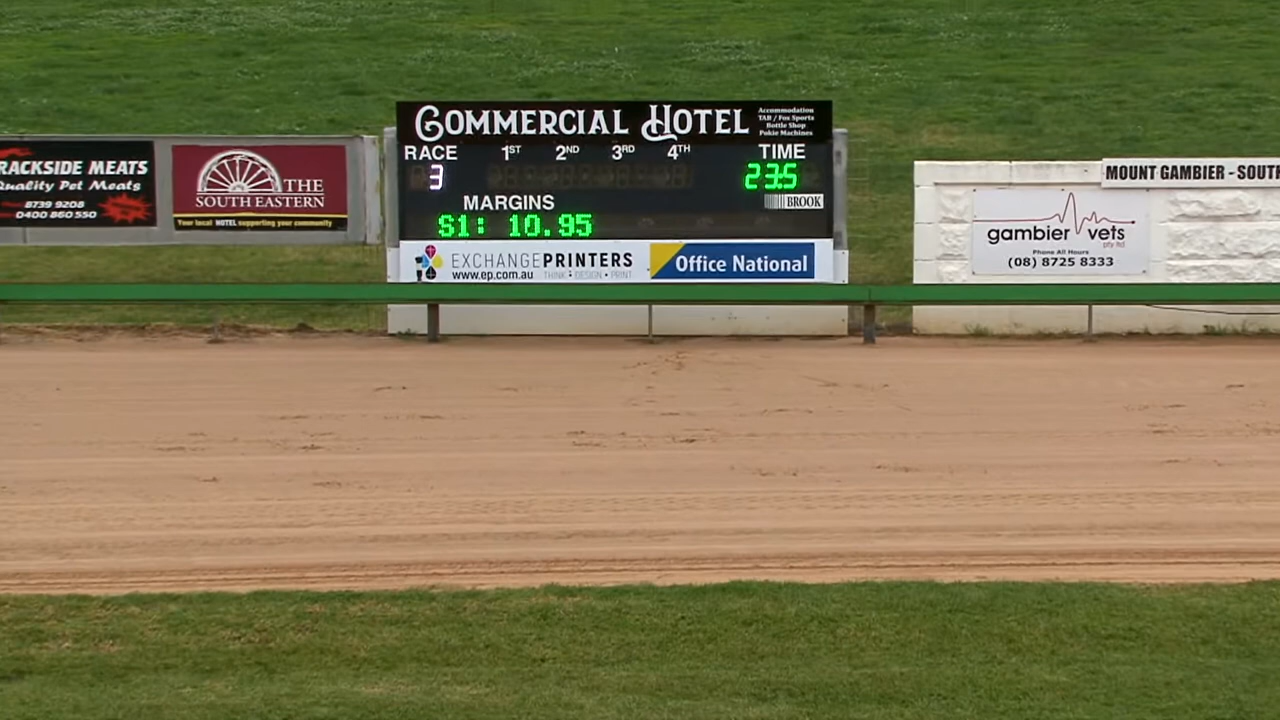 RACKSIDE MEATS
Quality Pet Meats
8739 9208
0400 860 550
THE
SOUTH EASTERN
Your local HOTEL supporting your community
COMMERCIAL HOTEL
Accommodation
TAB / Fox Sports
Bottle Shop
Pokie Machines
RACE 1ST 2ND 3RD 4TH TIME
3 23.5
MARGINS
BROOK
S1: 10.95
EXCHANGEPRINTERS
www.ep.com.au THINK • DESIGN • PRINT
Office National
MOUNT GAMBIER - SOUTH
gambier vets
pty ltd
Phone All Hours
(08) 8725 8333